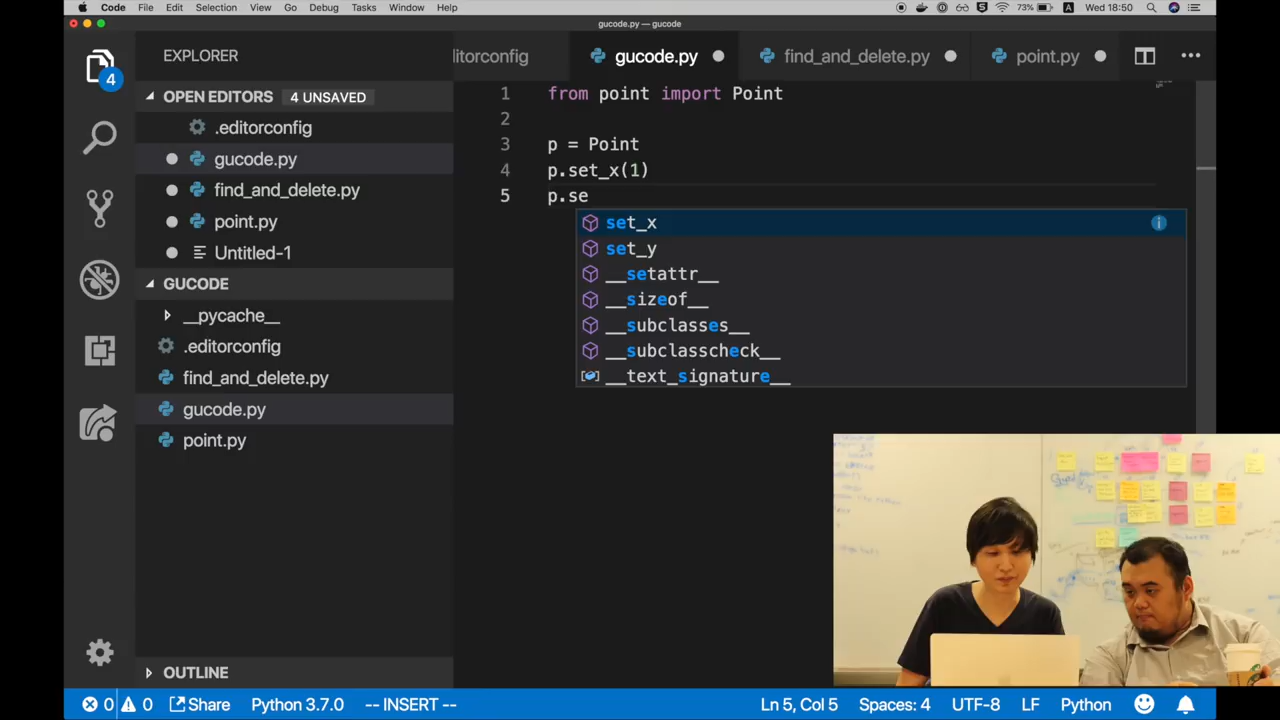 Code File Edit Selection View Go Debug Tasks Window Help 73% A Wed 18:50
gucode.py — gucode
EXPLORER
itorconfig gucode.py find_and_delete.py point.py
OPEN EDITORS 4 UNSAVED
.editorconfig
gucode.py
find_and_delete.py
point.py
Untitled-1
GUCODE
__pycache__
.editorconfig
find_and_delete.py
gucode.py
point.py
OUTLINE
4
1 from point import Point
2
3 p = Point
4 p.set_x(1)
5 p.se
set_x
set_y
__setattr__
__sizeof__
__subclasses__
__subclasscheck__
__text_signature__
0 0 Share Python 3.7.0 -- INSERT -- Ln 5, Col 5 Spaces: 4 UTF-8 LF Python